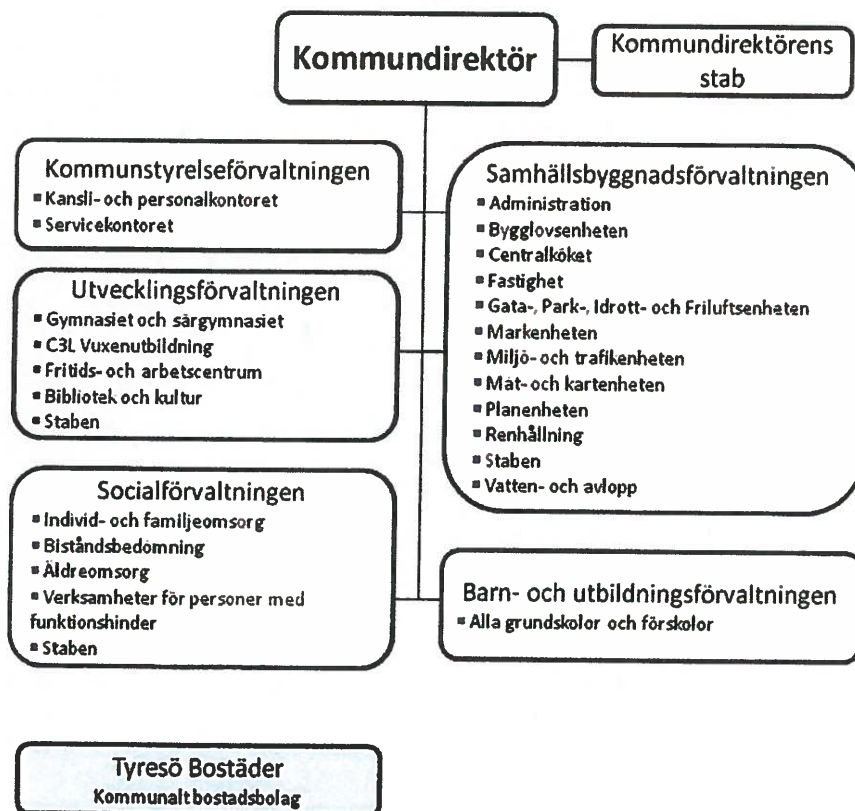 Kommundirektör
Kommundirektörens
stab
Kommunstyrelseförvaltningen
▪ Kansli- och personalkontoret
▪ Servicekontoret
Utvecklingsförvaltningen
▪ Gymnasiet och särgymnasiet
▪ C3L Vuxenutbildning
▪ Fritids- och arbetscentrum
▪ Bibliotek och kultur
▪ Staben
Socialförvaltningen
▪ Individ- och familjeomsorg
▪ Biståndsbedömning
▪ Äldreomsorg
▪ Verksamheter för personer med
funktionshinder
▪ Staben
Samhällsbyggnadsförvaltningen
▪ Administration
▪ Bygglovsenheten
▪ Centralköket
▪ Fastighet
▪ Gata-, Park-, Idrott- och Friluftsenheten
▪ Markenheten
▪ Miljö- och trafikenheten
▪ Mät- och kartenheten
▪ Planenheten
▪ Renhållning
▪ Staben
▪ Vatten- och avlopp
Barn- och utbildningsförvaltningen
▪ Alla grundskolor och förskolor
Tyresö Bostäder
Kommunalt bostadsbolag